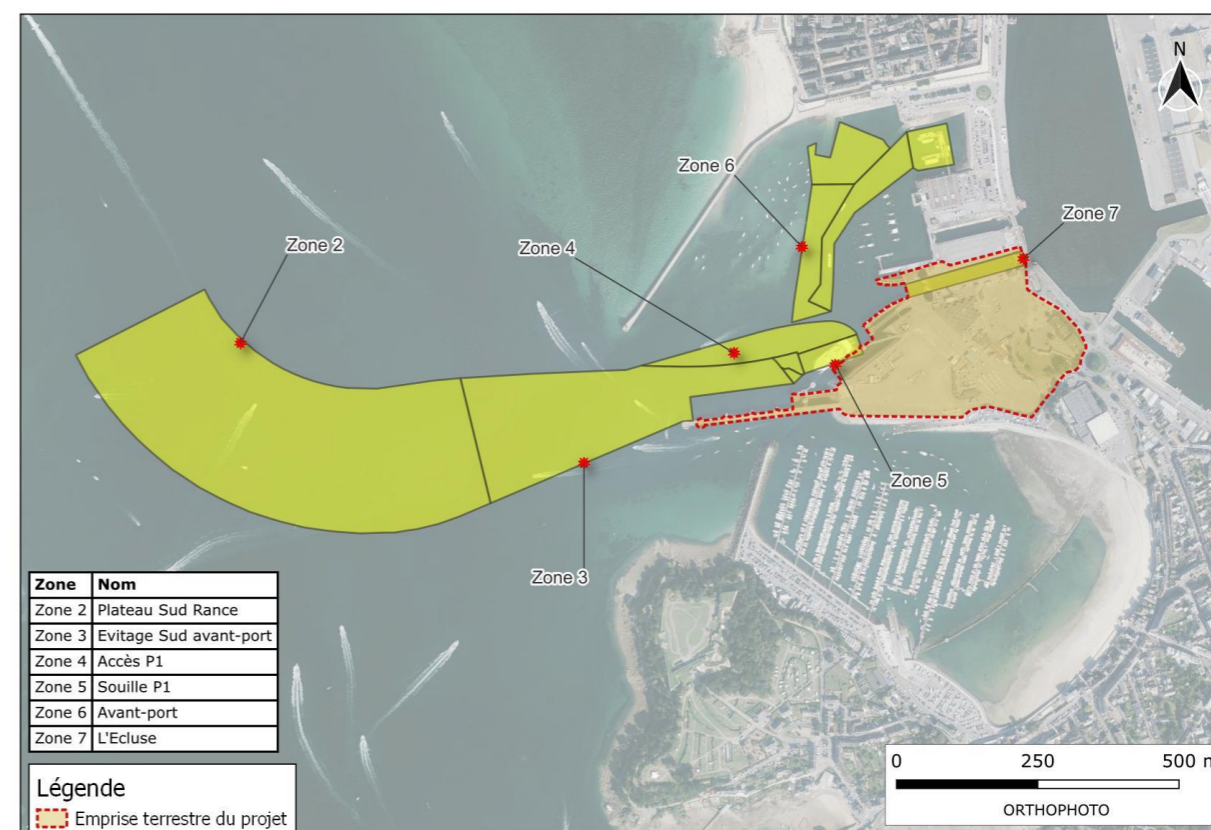 N
Zone 6
Zone 7
Zone 2
Zone 4
Zone 5
Zone 3
Zone Nom
Zone 2 Plateau Sud Rance
Zone 3 Evitage Sud avant-port
Zone 4 Accès P1
Zone 5 Souille P1
Zone 6 Avant-port
Zone 7 L'Ecluse
Légende
Emprise terrestre du projet
0 250 500 m
ORTHOPHOTO